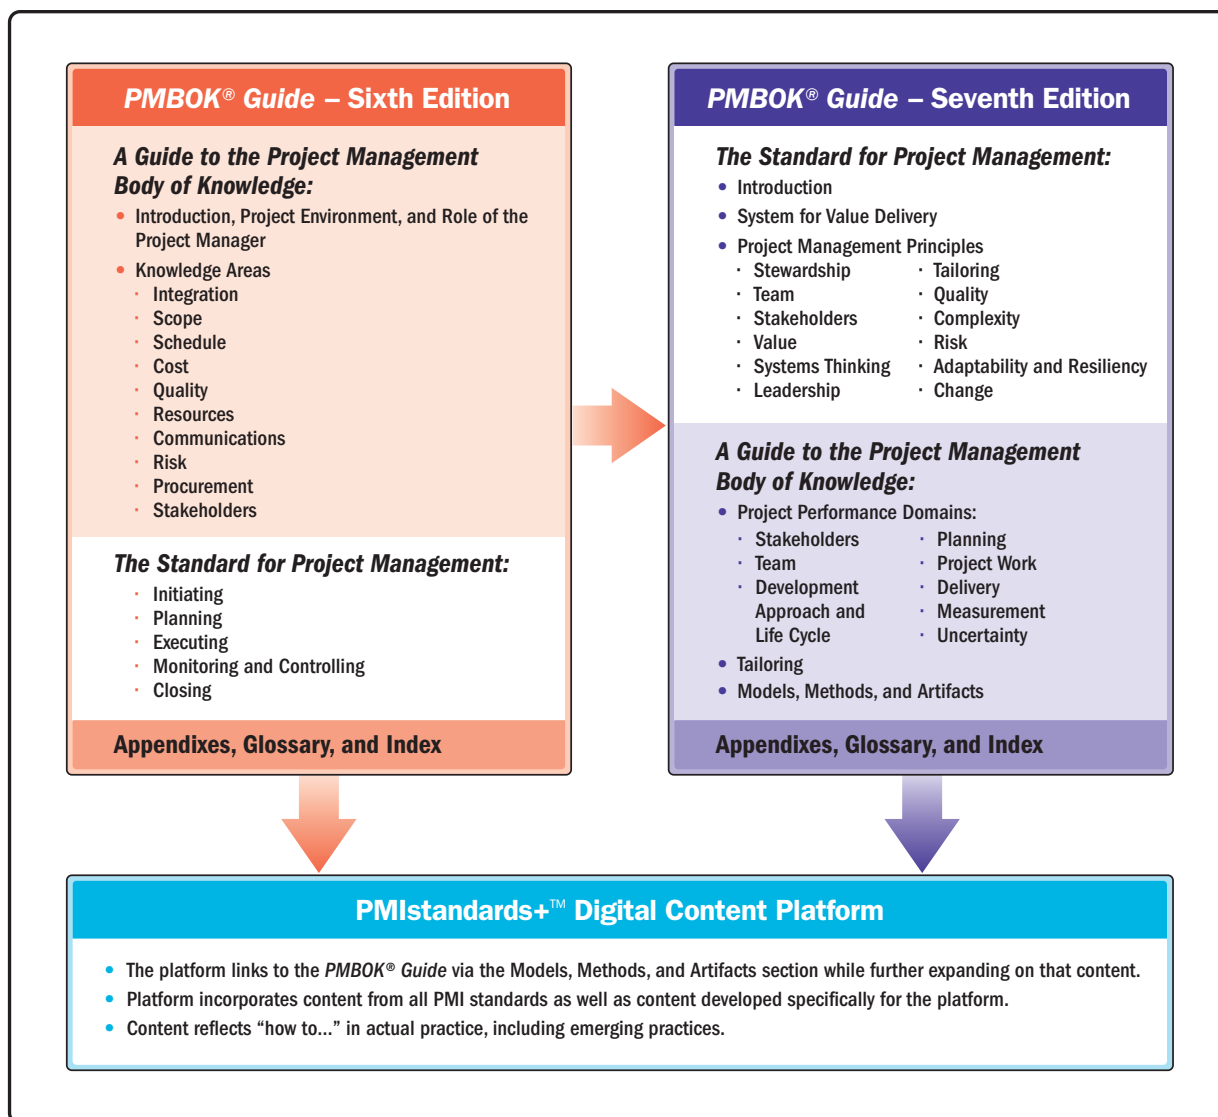 PMBOK® Guide – Sixth Edition
A Guide to the Project Management
Body of Knowledge:
• Introduction, Project Environment, and Role of the
Project Manager
• Knowledge Areas
· Integration
· Scope
· Schedule
· Cost
· Quality
· Resources
· Communications
· Risk
· Procurement
· Stakeholders
The Standard for Project Management:
· Initiating
· Planning
· Executing
· Monitoring and Controlling
· Closing
Appendixes, Glossary, and Index
PMBOK® Guide – Seventh Edition
The Standard for Project Management:
• Introduction
• System for Value Delivery
• Project Management Principles
· Stewardship
· Team
· Stakeholders
· Value
· Systems Thinking
· Leadership
· Tailoring
· Quality
· Complexity
· Risk
· Adaptability and Resiliency
· Change
A Guide to the Project Management
Body of Knowledge:
• Project Performance Domains:
· Stakeholders
· Team
· Development
Approach and
Life Cycle
· Planning
· Project Work
· Delivery
· Measurement
· Uncertainty
• Tailoring
• Models, Methods, and Artifacts
Appendixes, Glossary, and Index
PMIstandards+™ Digital Content Platform
• The platform links to the PMBOK® Guide via the Models, Methods, and Artifacts section while further expanding on that content.
• Platform incorporates content from all PMI standards as well as content developed specifically for the platform.
• Content reflects “how to...” in actual practice, including emerging practices.